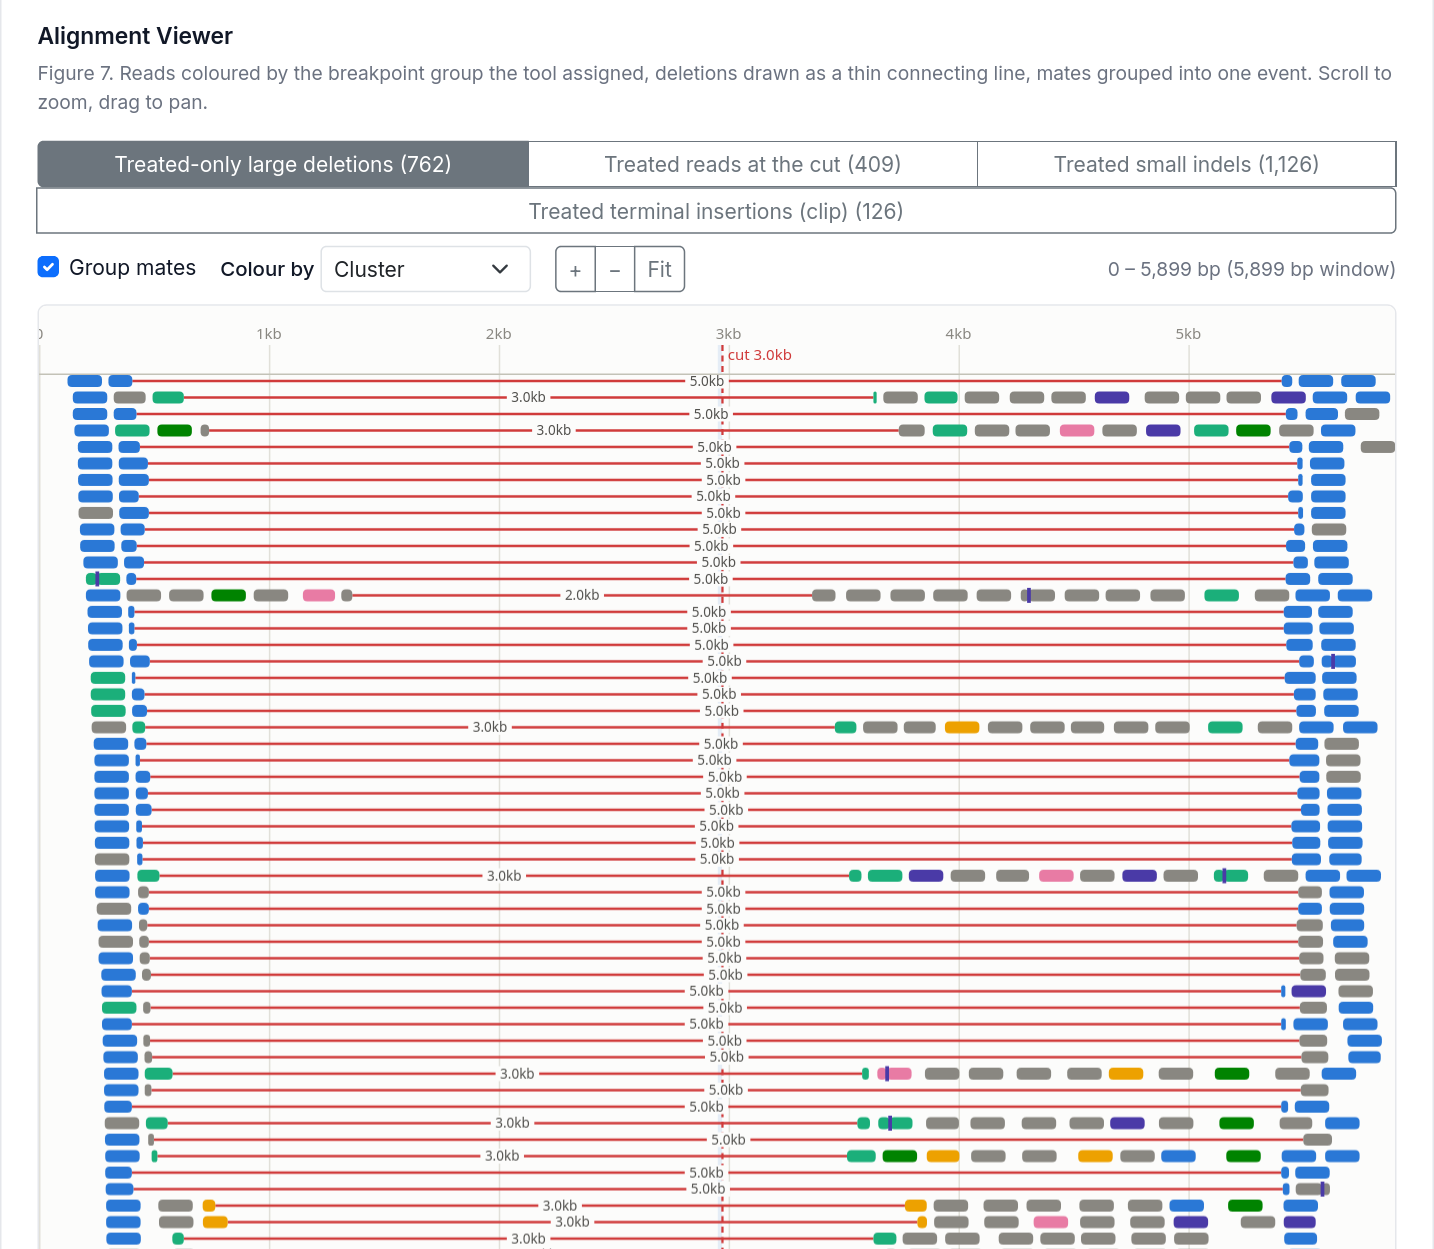 Alignment Viewer
Figure 7. Reads coloured by the breakpoint group the tool assigned, deletions drawn as a thin connecting line, mates grouped into one event. Scroll to
zoom, drag to pan.
Treated-only large deletions (762) Treated reads at the cut (409) Treated small indels (1,126)
Treated terminal insertions (clip) (126)
Group mates Colour by Cluster + − Fit 0 – 5,899 bp (5,899 bp window)
0 1kb 2kb 3kb 4kb 5kb
cut 3.0kb
5.0kb
3.0kb
5.0kb
3.0kb
5.0kb
5.0kb
5.0kb
5.0kb
5.0kb
5.0kb
5.0kb
5.0kb
5.0kb
2.0kb
5.0kb
5.0kb
5.0kb
5.0kb
5.0kb
5.0kb
5.0kb
3.0kb
5.0kb
5.0kb
5.0kb
5.0kb
5.0kb
5.0kb
5.0kb
5.0kb
3.0kb
5.0kb
5.0kb
5.0kb
5.0kb
5.0kb
5.0kb
5.0kb
5.0kb
5.0kb
5.0kb
5.0kb
3.0kb
5.0kb
5.0kb
3.0kb
5.0kb
3.0kb
5.0kb
5.0kb
3.0kb
3.0kb
3.0kb